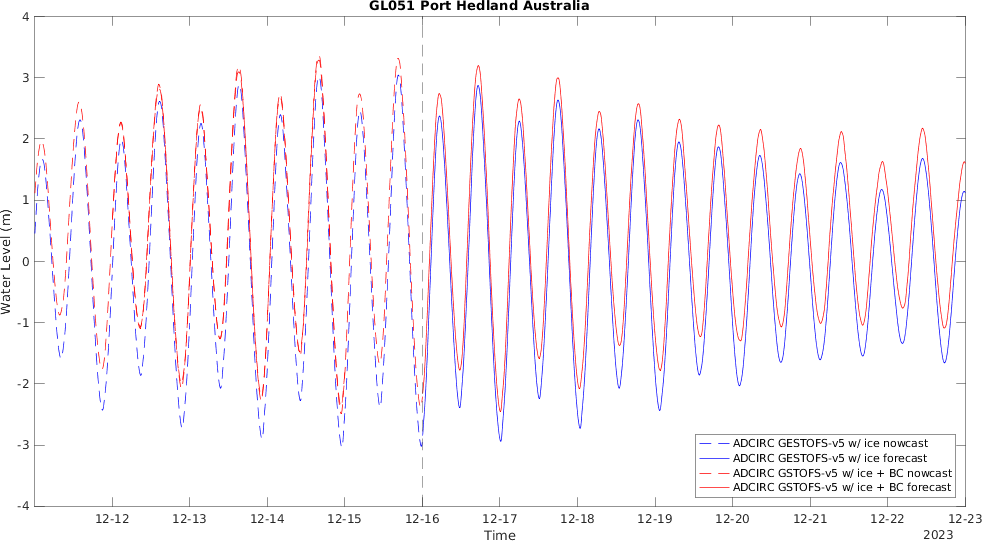 GL051 Port Hedland Australia
4
3
2
1
0
-1
-2
-3
-4
Water Level (m)
ADCIRC GESTOFS-v5 w/ ice nowcast
ADCIRC GESTOFS-v5 w/ ice forecast
ADCIRC GSTOFS-v5 w/ ice + BC nowcast
ADCIRC GSTOFS-v5 w/ ice + BC forecast
12-12 12-13 12-14 12-15 12-16 12-17 12-18 12-19 12-20 12-21 12-22 12-23
Time
2023